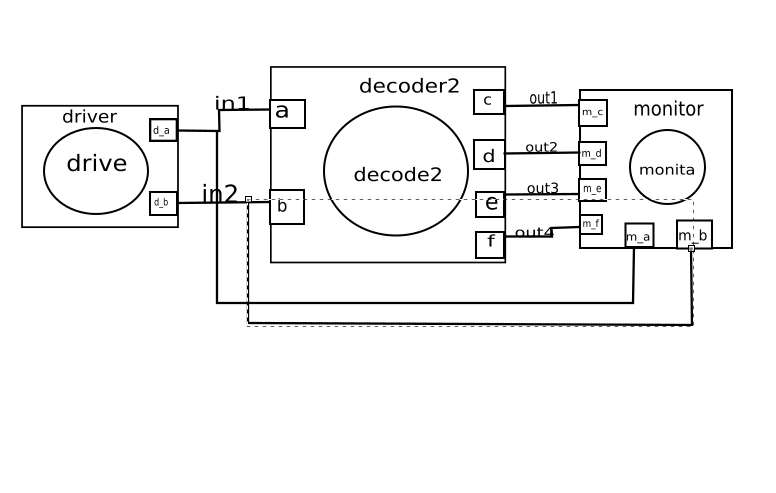 driver
d_a
drive
d_b
in1
in2
decoder2
a
c
decode2
d
b
e
f
out1
out2
out3
out4
monitor
m_c
m_d
monita
m_e
m_f
m_a
m_b